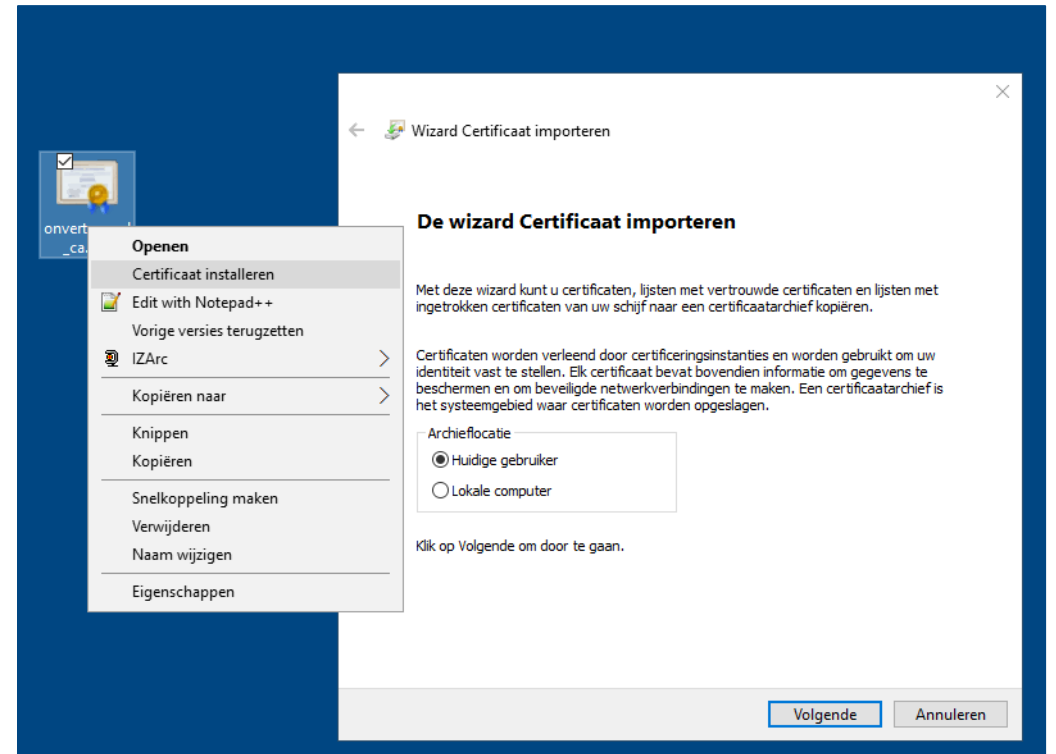 onvert
_ca.
Openen
Certificaat installeren
Edit with Notepad++
Vorige versies terugzetten
IZArc
Kopiëren naar
Knippen
Kopiëren
Snelkoppeling maken
Verwijderen
Naam wijzigen
Eigenschappen
Wizard Certificaat importeren
De wizard Certificaat importeren
Met deze wizard kunt u certificaten, lijsten met vertrouwde certificaten en lijsten met
ingetrokken certificaten van uw schijf naar een certificaatarchief kopiëren.
Certificaten worden verleend door certificeringsinstanties en worden gebruikt om uw
identiteit vast te stellen. Elk certificaat bevat bovendien informatie om gegevens te
beschermen en om beveiligde netwerkverbindingen te maken. Een certificaatarchief is
het systeemgebied waar certificaten worden opgeslagen.
Archieflocatie
Huidige gebruiker
Lokale computer
Klik op Volgende om door te gaan.
Volgende
Annuleren